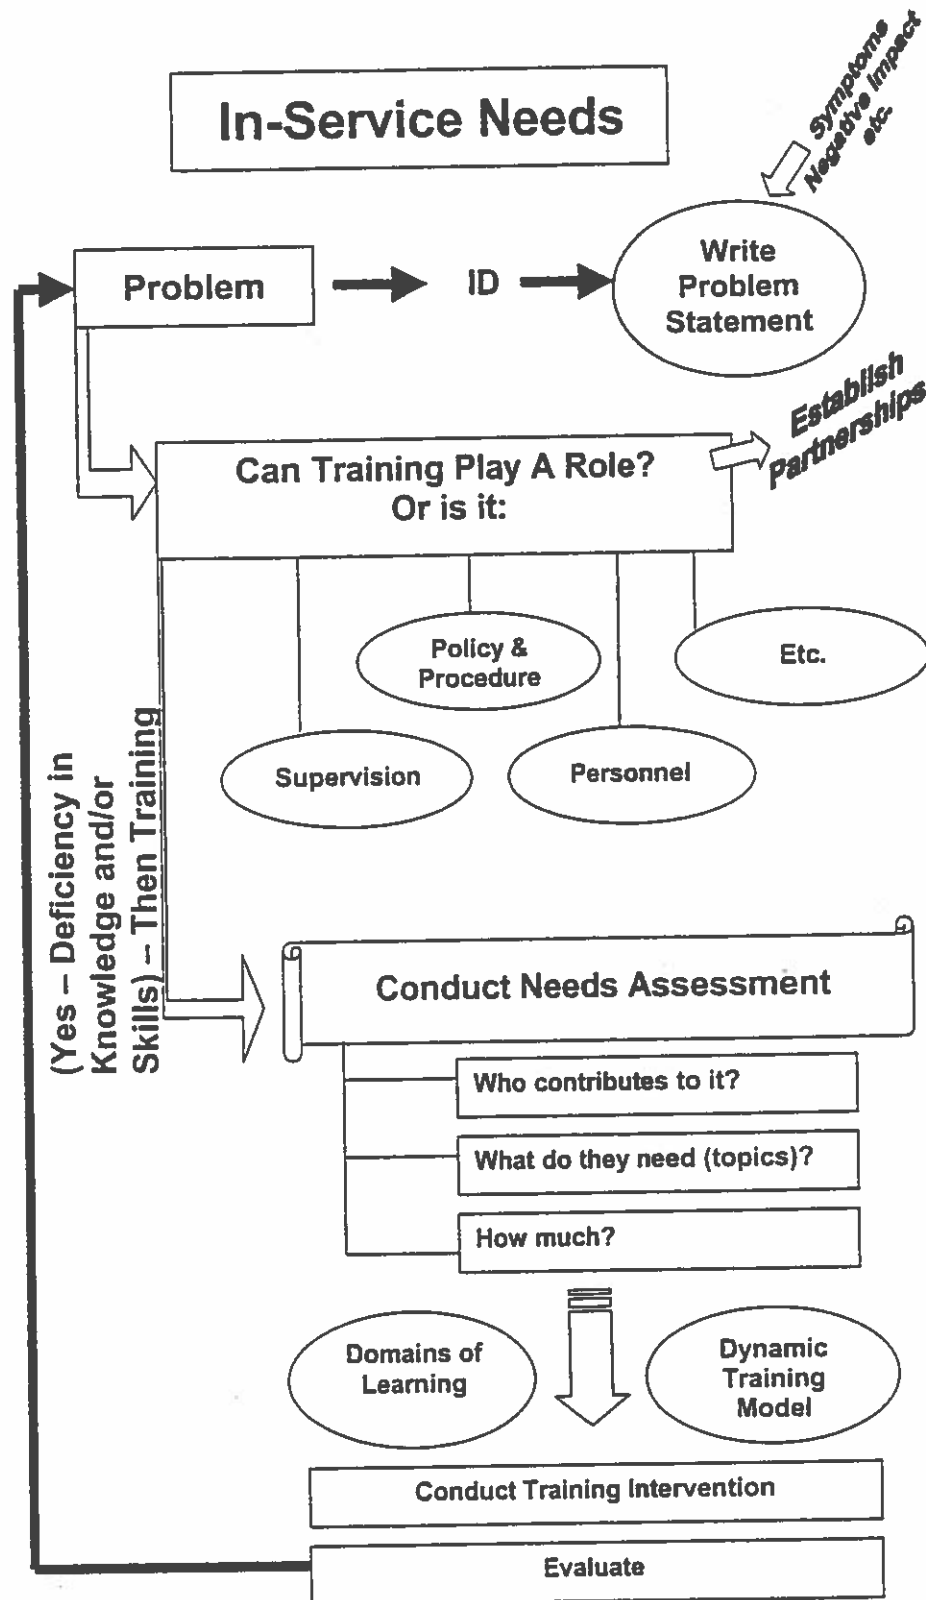 In-Service Needs
Symptoms
Negative Impact
etc.
Problem
ID
Write
Problem
Statement
Establish
Partnerships
Can Training Play A Role?
Or is it:
Policy &
Procedure
Etc.
Supervision
Personnel
(Yes – Deficiency in
Knowledge and/or
Skills) – Then Training
Conduct Needs Assessment
Who contributes to it?
What do they need (topics)?
How much?
Domains of
Learning
Dynamic
Training
Model
Conduct Training Intervention
Evaluate